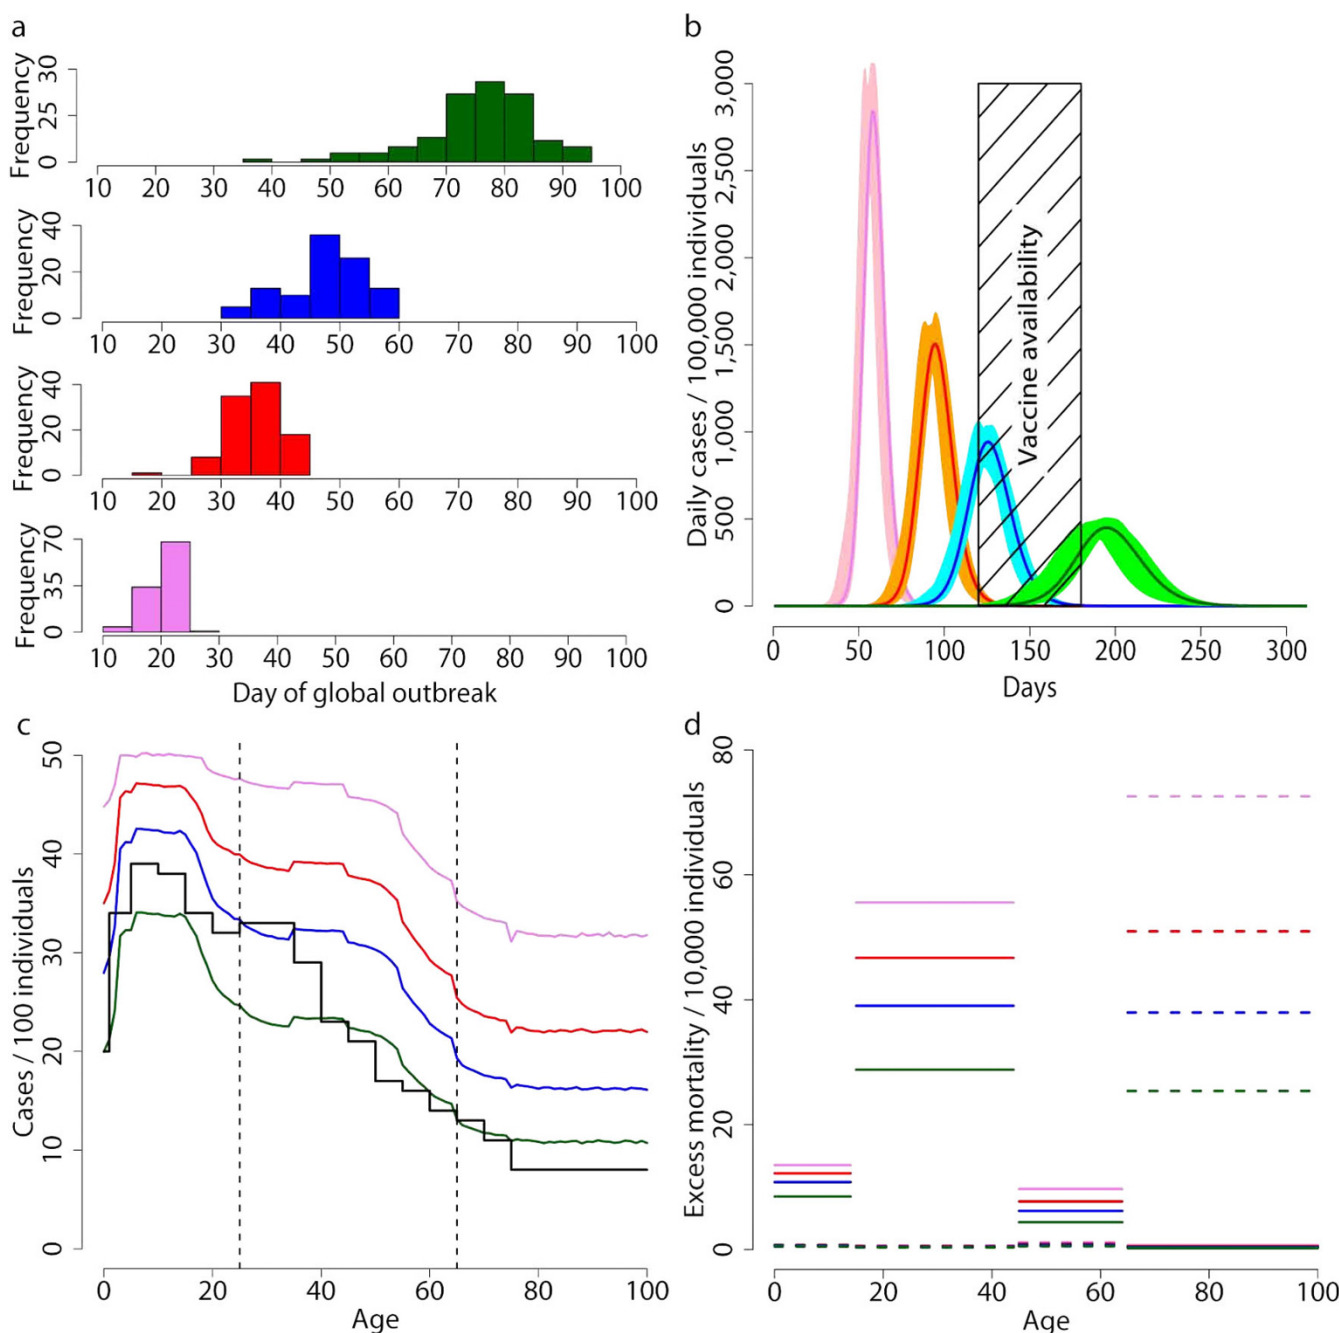 a
Frequency
0 25 30
10 20 30 40 50 60 70 80 90 100
Frequency
0 20 40
10 20 30 40 50 60 70 80 90 100
Frequency
0 20 40
10 20 30 40 50 60 70 80 90 100
Frequency
0 35 70
10 20 30 40 50 60 70 80 90 100
Day of global outbreak
b
Daily cases / 100,000 individuals
0 500 1,000 1,500 2,000 2,500 3,000
Vaccine availability
0 50 100 150 200 250 300
Days
c
Cases / 100 individuals
0 10 20 30 40 50
0 20 40 60 80 100
Age
d
Excess mortality / 10,000 individuals
0 20 40 60 80
0 20 40 60 80 100
Age